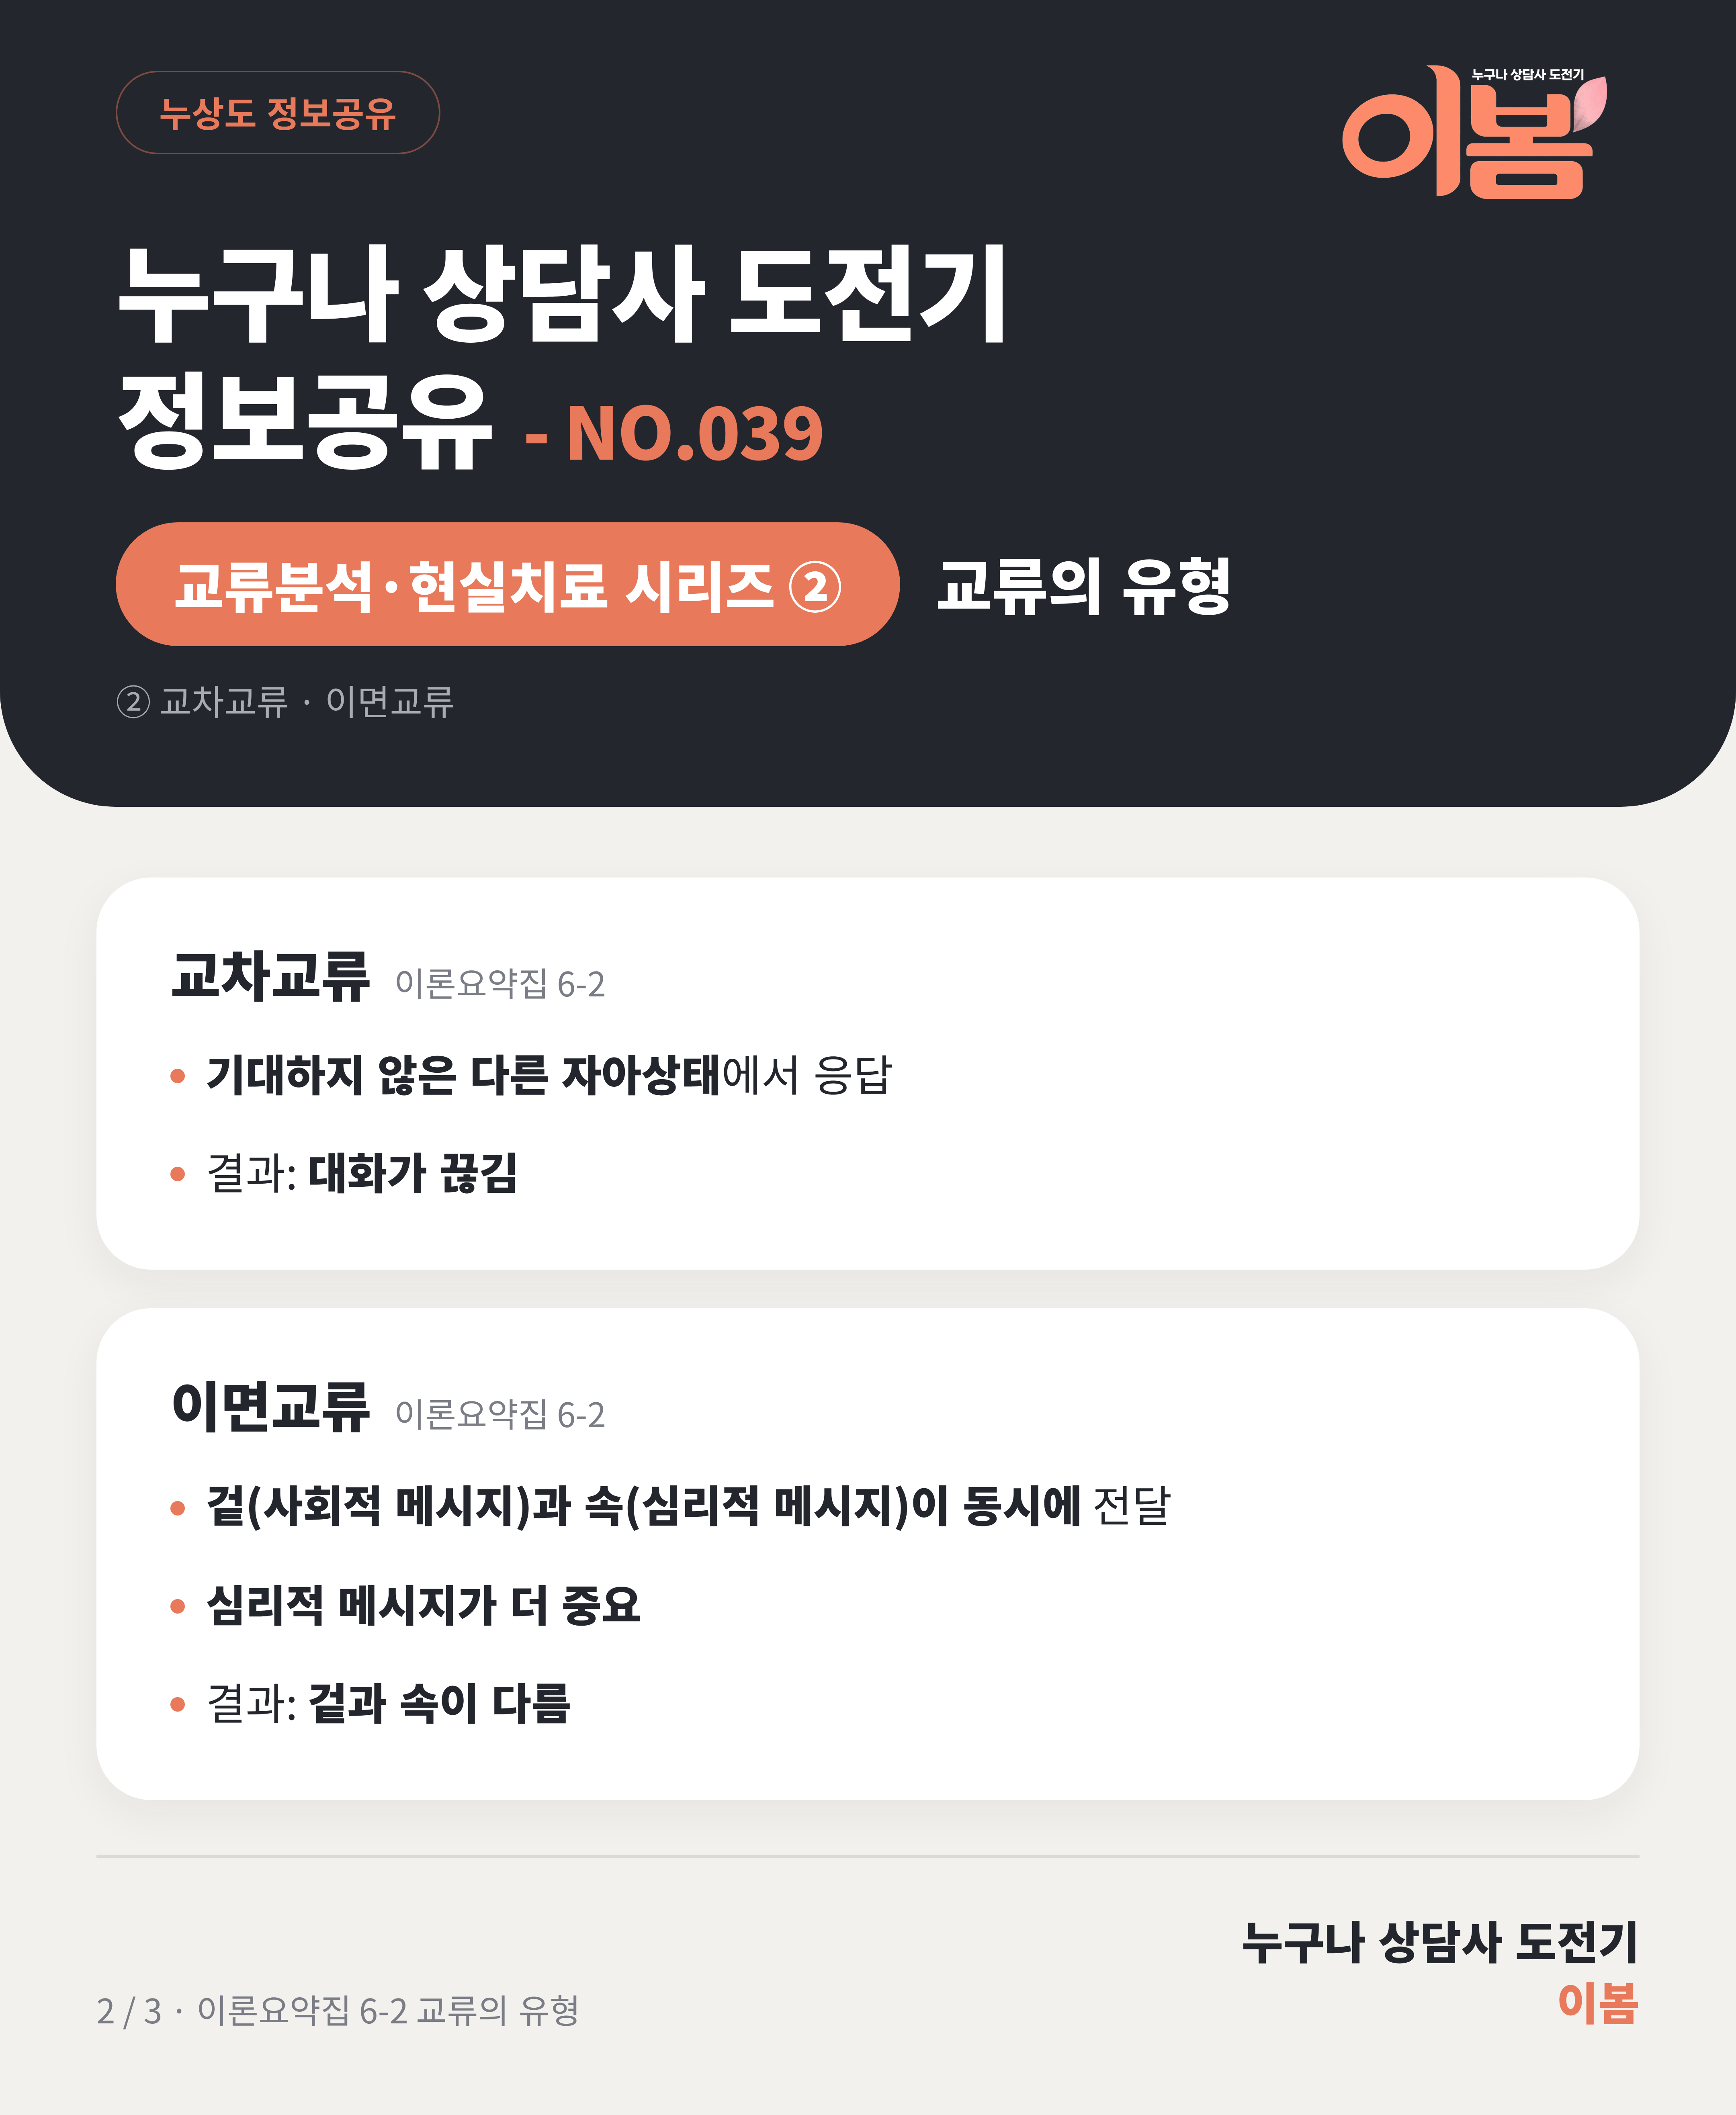 누상도 정보공유
누구나 상담사 도전기
이봄
누구나 상담사 도전기
정보공유 - NO.039
교류분석·현실치료 시리즈 ② 교류의 유형
② 교차교류 · 이면교류
교차교류 이론요약집 6-2
• 기대하지 않은 다른 자아상태에서 응답
• 결과: 대화가 끊김
이면교류 이론요약집 6-2
• 겉(사회적 메시지)과 속(심리적 메시지)이 동시에 전달
• 심리적 메시지가 더 중요
• 결과: 겉과 속이 다름
누구나 상담사 도전기
2 / 3 · 이론요약집 6-2 교류의 유형
이봄